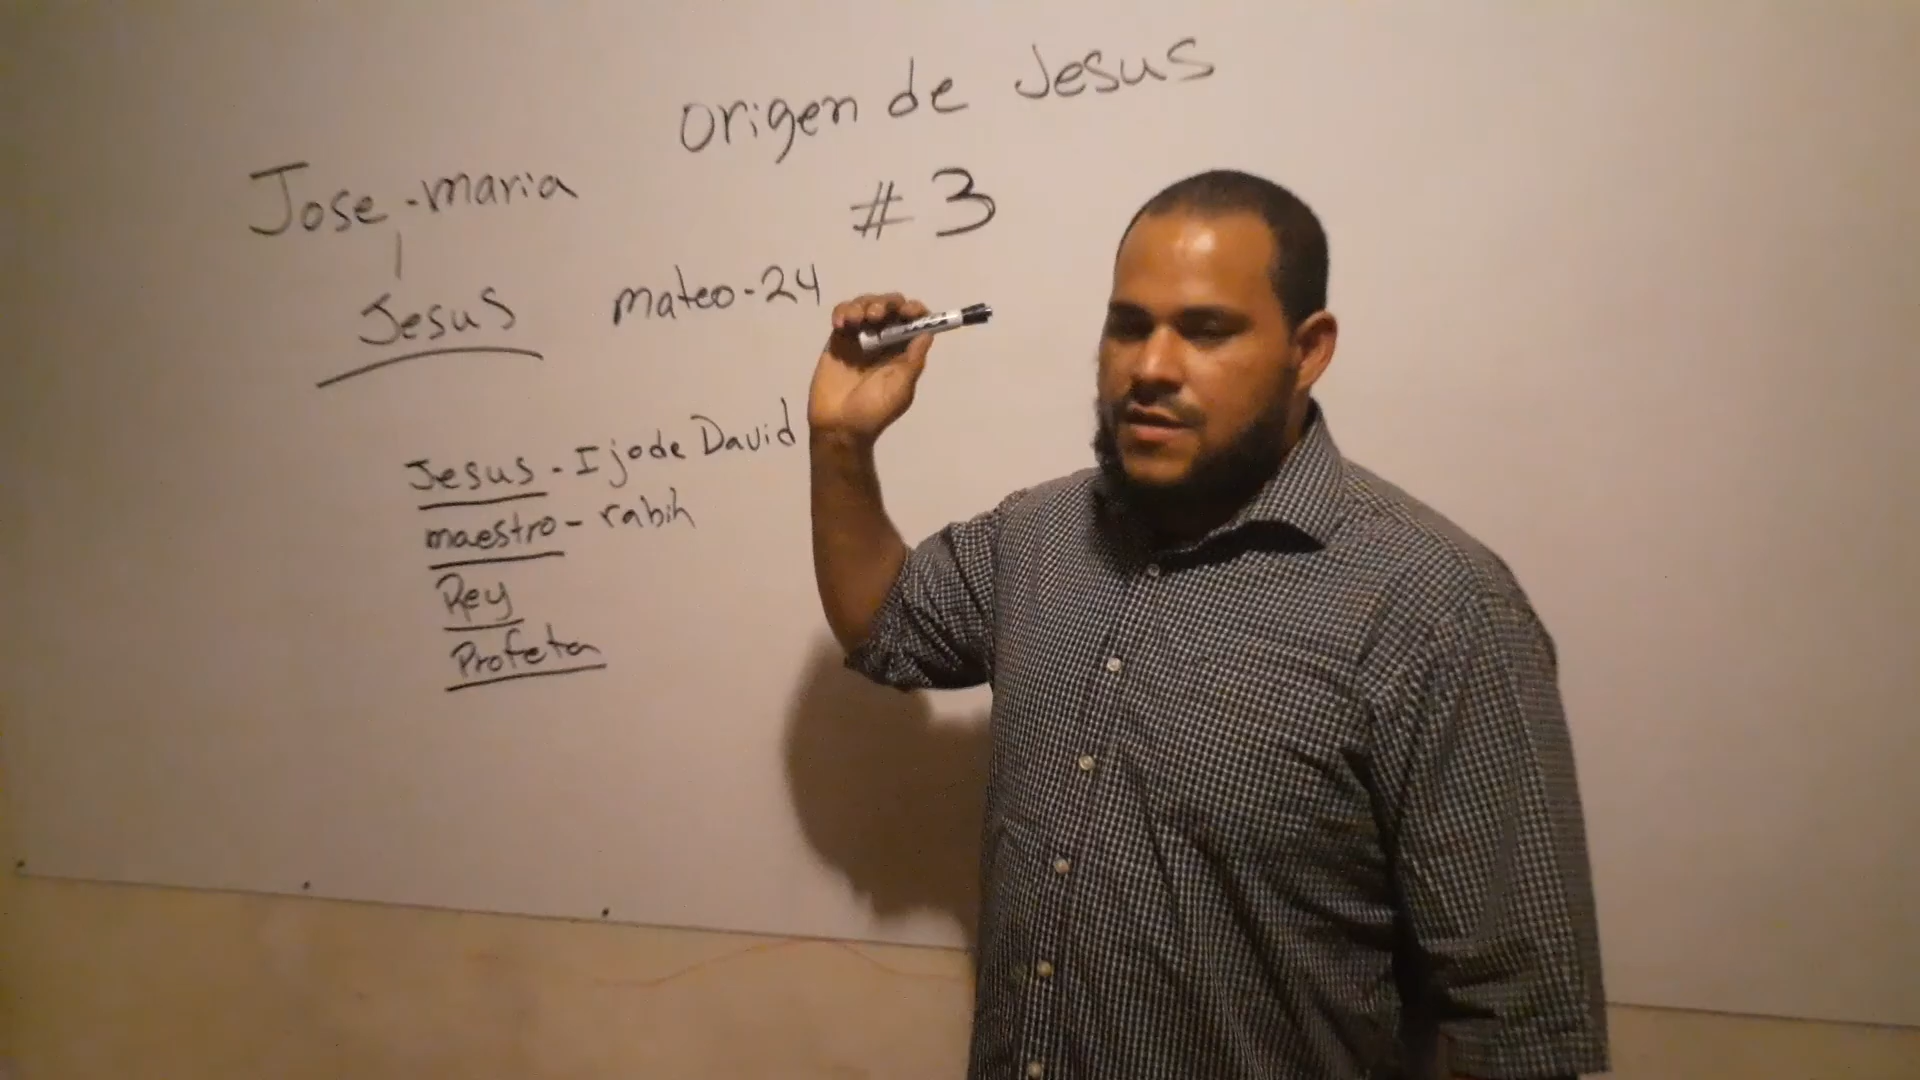 origen de Jesus
#3
Jose - maria
Jesus
mateo - 24
Jesus - Ijo de David
maestro - rabih
Rey
Profeta